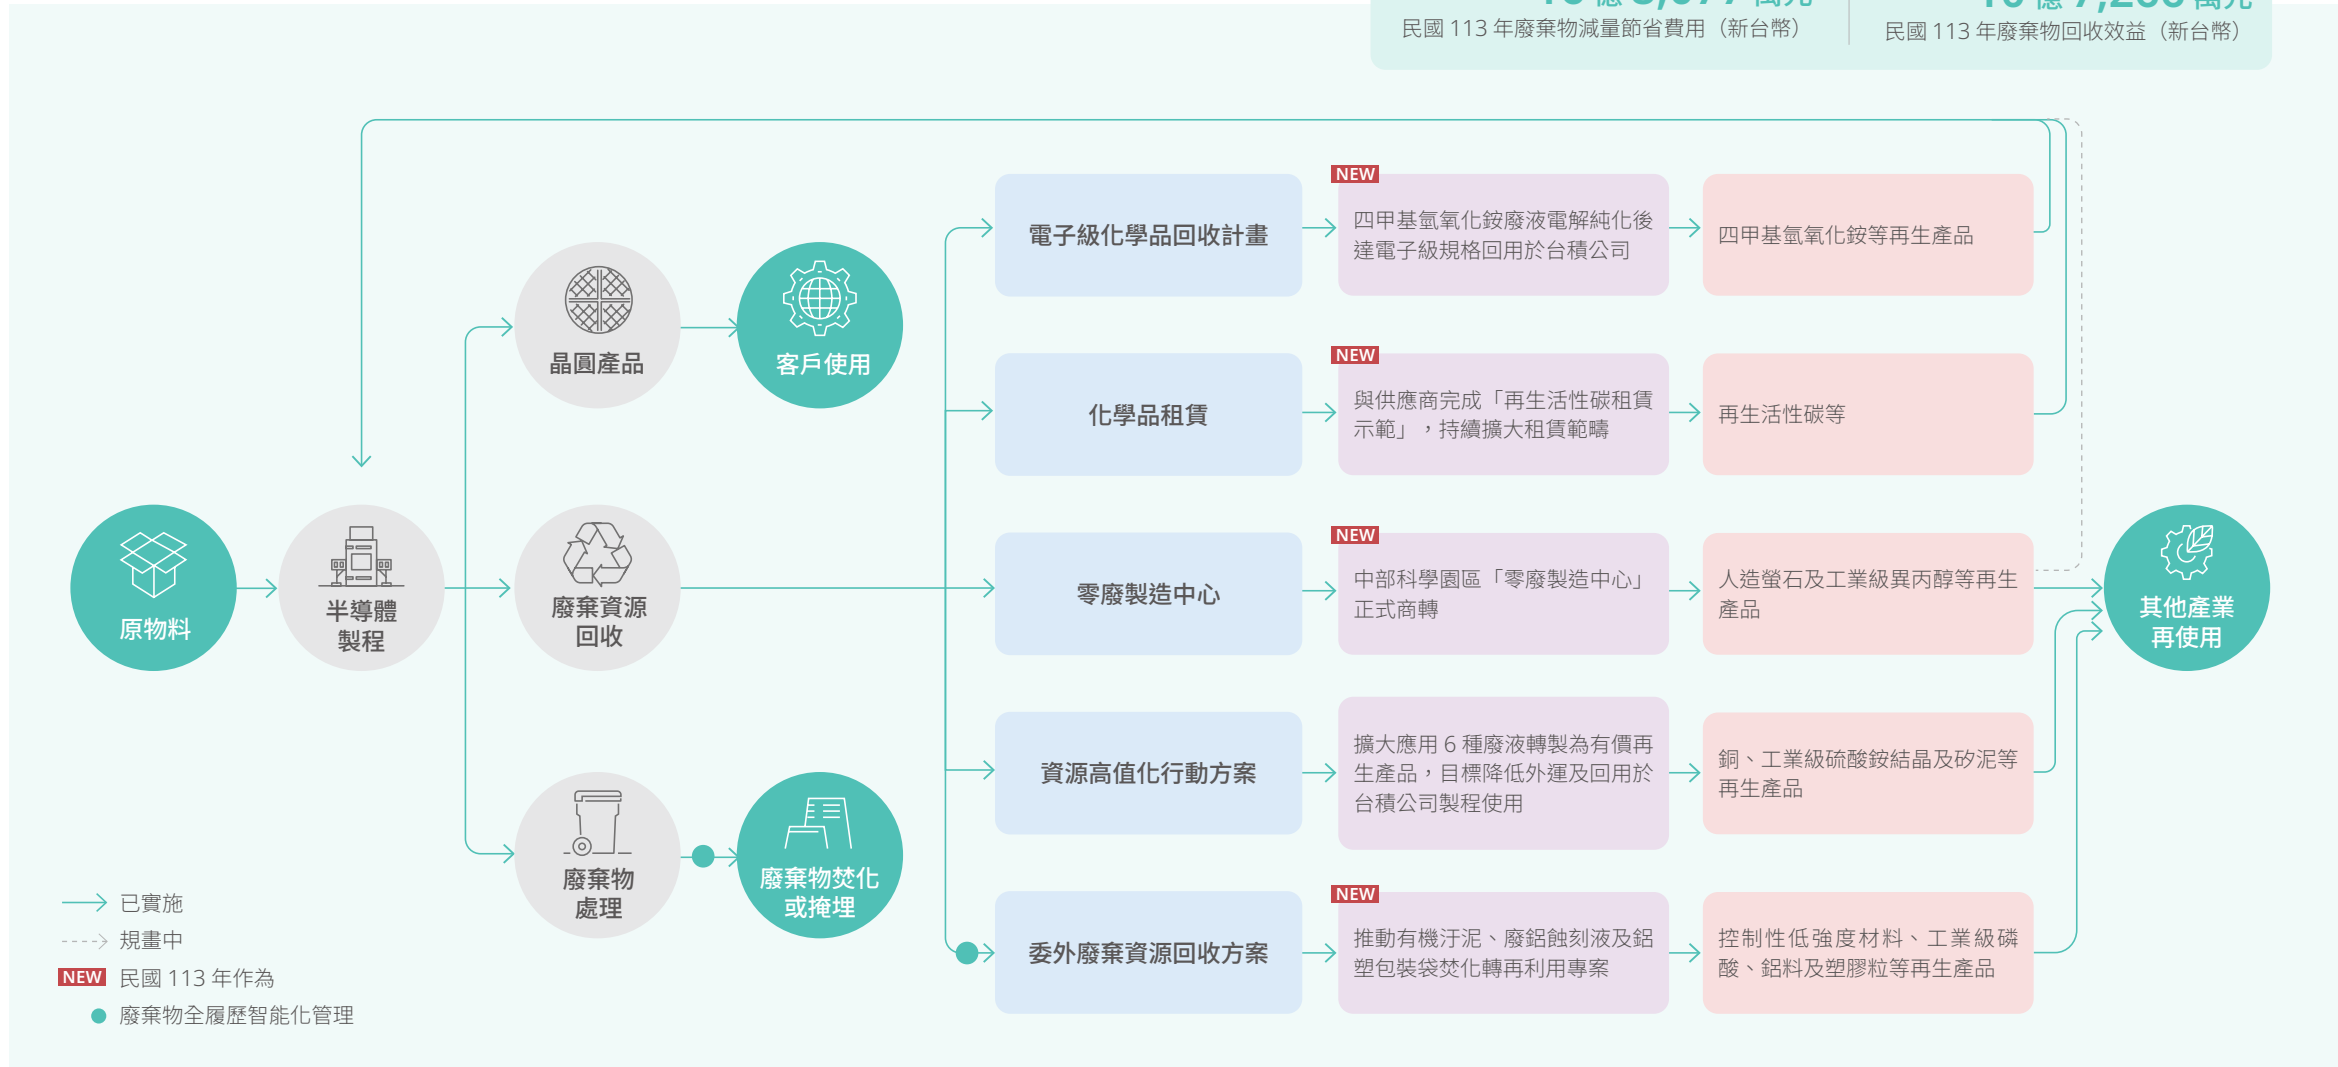 民國 113 年廢棄物減量節省費用（新台幣）
民國 113 年廢棄物回收效益（新台幣）
NEW
電子級化學品回收計畫
四甲基氫氧化銨廢液電解純化後
達電子級規格回用於台積公司
四甲基氫氧化銨等再生產品
晶圓產品
客戶使用
NEW
化學品租賃
與供應商完成「再生活性碳租賃
示範」，持續擴大租賃範疇
再生活性碳等
原物料
半導體
製程
廢棄資源
回收
NEW
零廢製造中心
中部科學園區「零廢製造中心」
正式商轉
人造螢石及工業級異丙醇等再生
產品
其他產業
再使用
資源高值化行動方案
擴大應用 6 種廢液轉製為有價再
生產品，目標降低外運及回用於
台積公司製程使用
銅、工業級硫酸銨結晶及矽泥等
再生產品
廢棄物
處理
廢棄物焚化
或掩埋
NEW
委外廢棄資源回收方案
推動有機汙泥、廢鋁蝕刻液及鋁
塑包裝袋焚化轉再利用專案
控制性低強度材料、工業級磷
酸、鋁料及塑膠粒等再生產品
已實施
規畫中
NEW 民國 113 年作為
廢棄物全履歷智能化管理